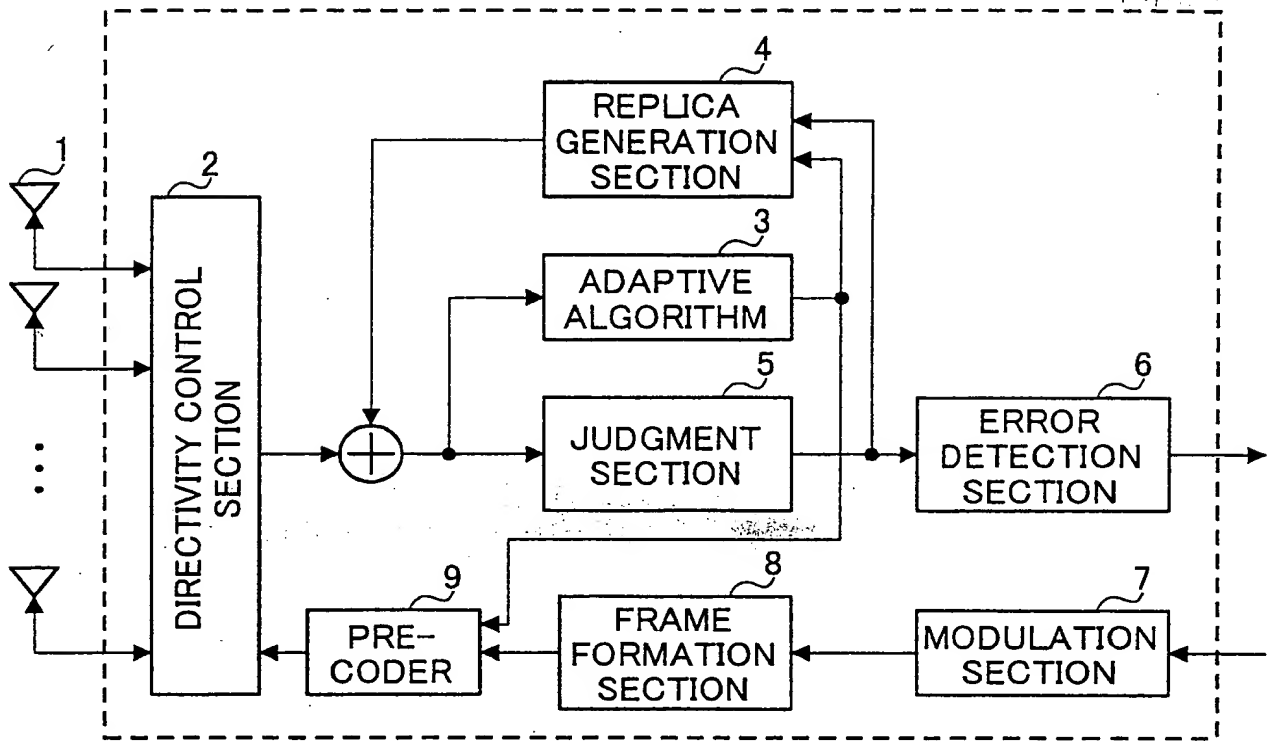 4
REPLICA
GENERATION
SECTION
1
2
DIRECTIVITY CONTROL
SECTION
3
ADAPTIVE
ALGORITHM
5
JUDGMENT
SECTION
6
ERROR
DETECTION
SECTION
9
PRE-
CODER
8
FRAME
FORMATION
SECTION
7
MODULATION
SECTION